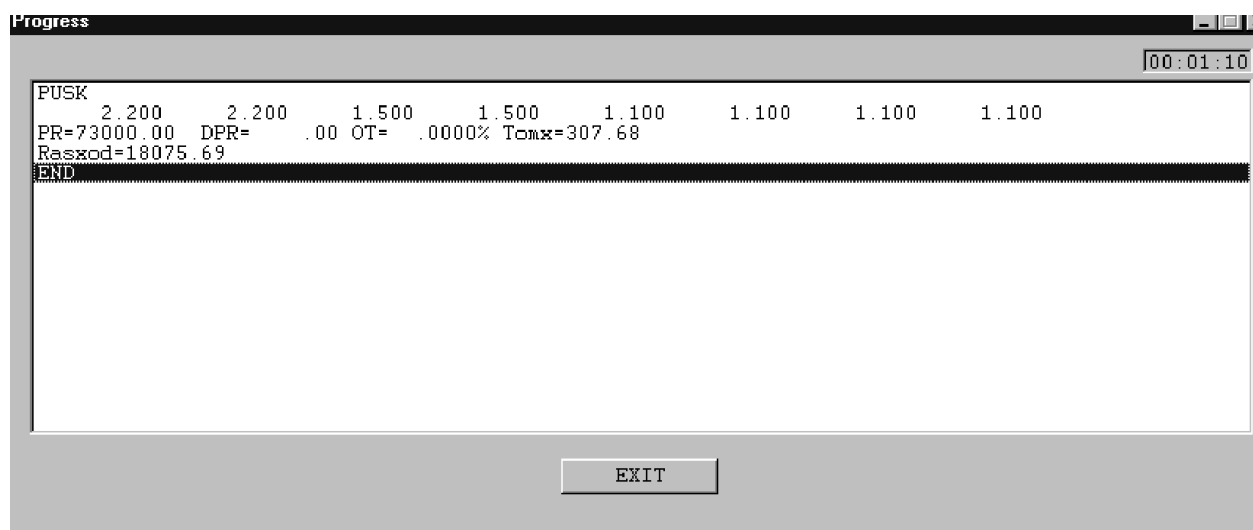 Progress
00:01:10
PUSK
2.200 2.200 1.500 1.500 1.100 1.100 1.100 1.100
PR=73000.00 DPR= .00 OT= .0000% Tomx=307.68
Rasxod=18075.69
END
EXIT